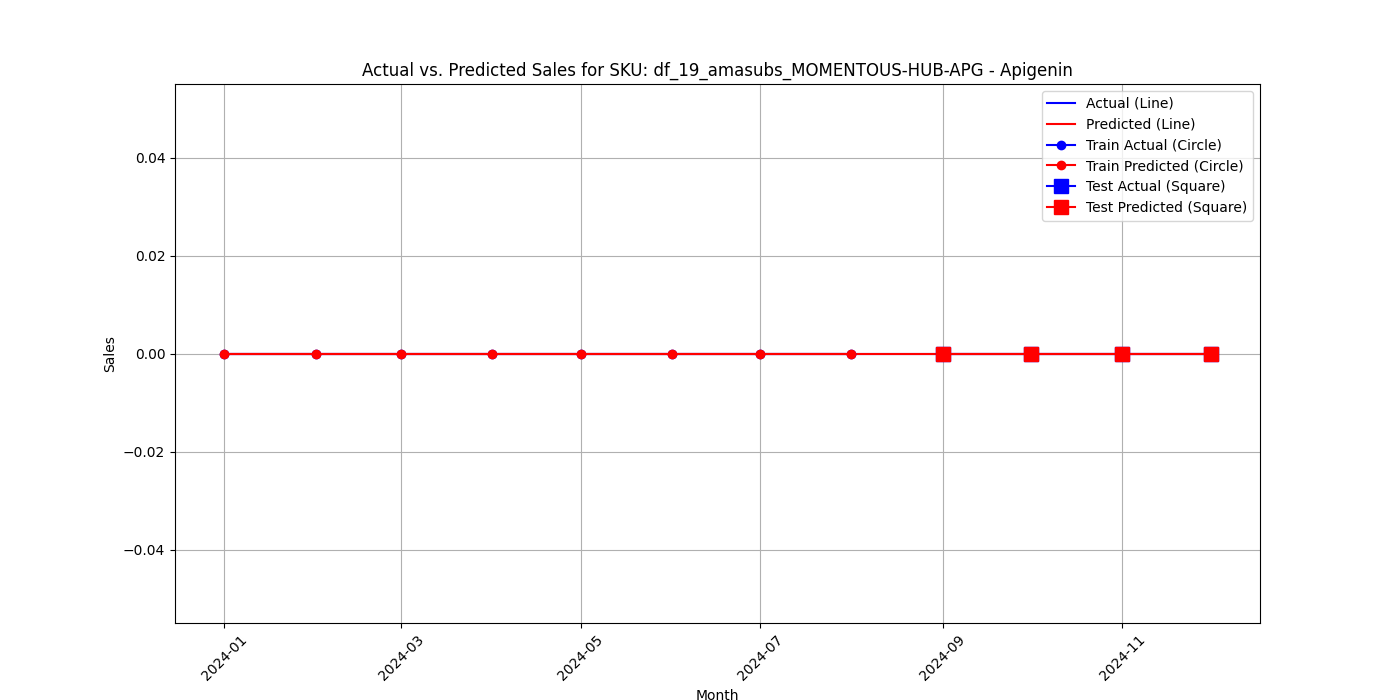 Actual vs. Predicted Sales for SKU: df_19_amasubs_MOMENTOUS-HUB-APG - Apigenin
Actual (Line)
Predicted (Line)
Train Actual (Circle)
Train Predicted (Circle)
Test Actual (Square)
Test Predicted (Square)
0.04
0.02
0.00
−0.02
−0.04
Sales
2024-01
2024-03
2024-05
2024-07
2024-09
2024-11
Month